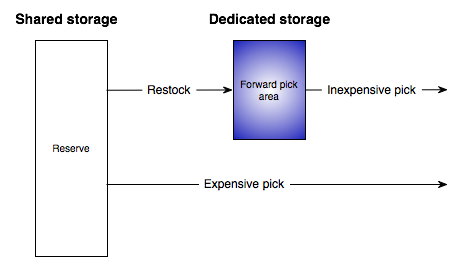 Shared storage
Dedicated storage
Restock
Forward pick
area
Inexpensive pick
Reserve
Expensive pick